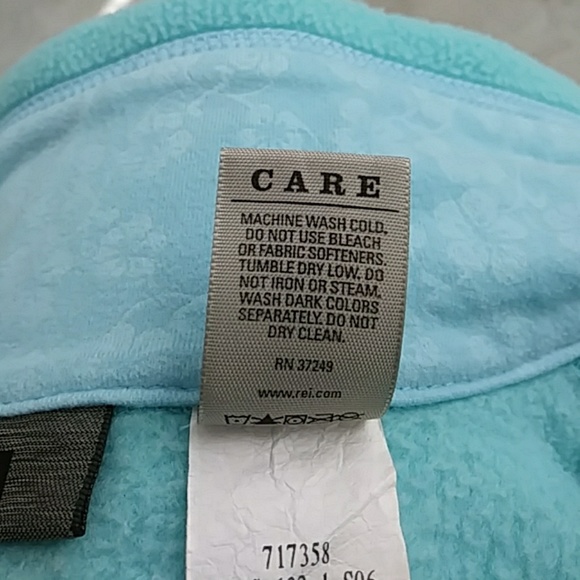 CARE
MACHINE WASH COLD.
DO NOT USE BLEACH
OR FABRIC SOFTENERS.
TUMBLE DRY LOW. DO
NOT IRON OR STEAM.
WASH DARK COLORS
SEPARATELY. DO NOT
DRY CLEAN.
RN 37249
www.rei.com
717358